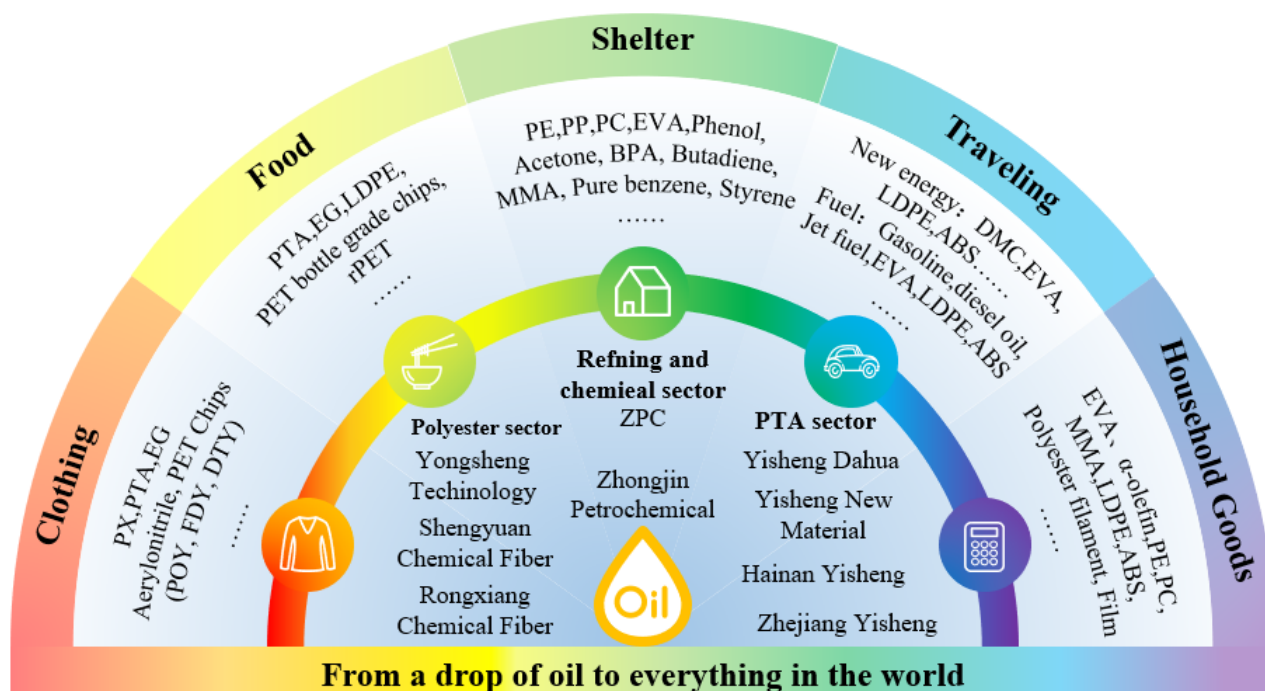 Shelter
Food
Traveling
Clothing
Household Goods
PX,PTA,EG
Aerylonitrile, PET Chips
(POY, FDY, DTY)
……
PTA,EG,LDPE,
PET bottle grade chips,
rPET
……
PE,PP,PC,EVA,Phenol,
Acetone, BPA, Butadiene,
MMA, Pure benzene, Styrene
……
New energy：DMC,EVA,
LDPE,ABS……
Fuel：Gasoline,diesel oil,
Jet fuel,EVA,LDPE,ABS
……
EVA、α-olefin,PE,PC,
MMA,LDPE,ABS,
Polyester filament, Film
……
Polyester sector
Yongsheng
Techinology
Shengyuan
Chemical Fiber
Rongxiang
Chemical Fiber
Refning and
chemieal sector
ZPC
Zhongjin
Petrochemical
PTA sector
Yisheng Dahua
Yisheng New
Material
Hainan Yisheng
Zhejiang Yisheng
Oil
From a drop of oil to everything in the world